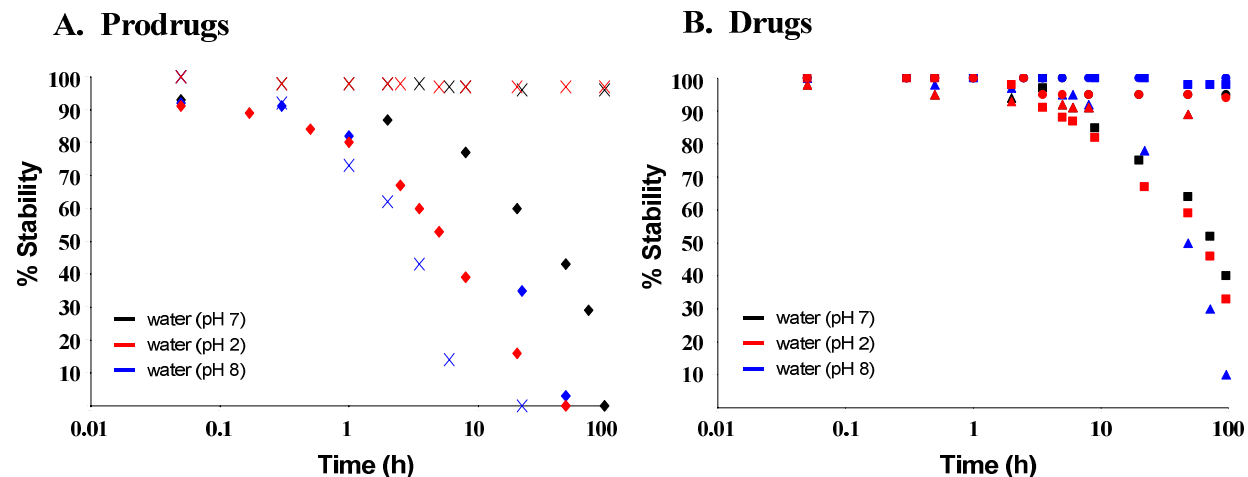 A. Prodrugs
100
90
80
70
60
50
40
30
20
10
% Stability
water (pH 7)
water (pH 2)
water (pH 8)
0.01
0.1
1
10
100
Time (h)
B. Drugs
100
90
80
70
60
50
40
30
20
10
% Stability
water (pH 7)
water (pH 2)
water (pH 8)
0.01
0.1
1
10
100
Time (h)